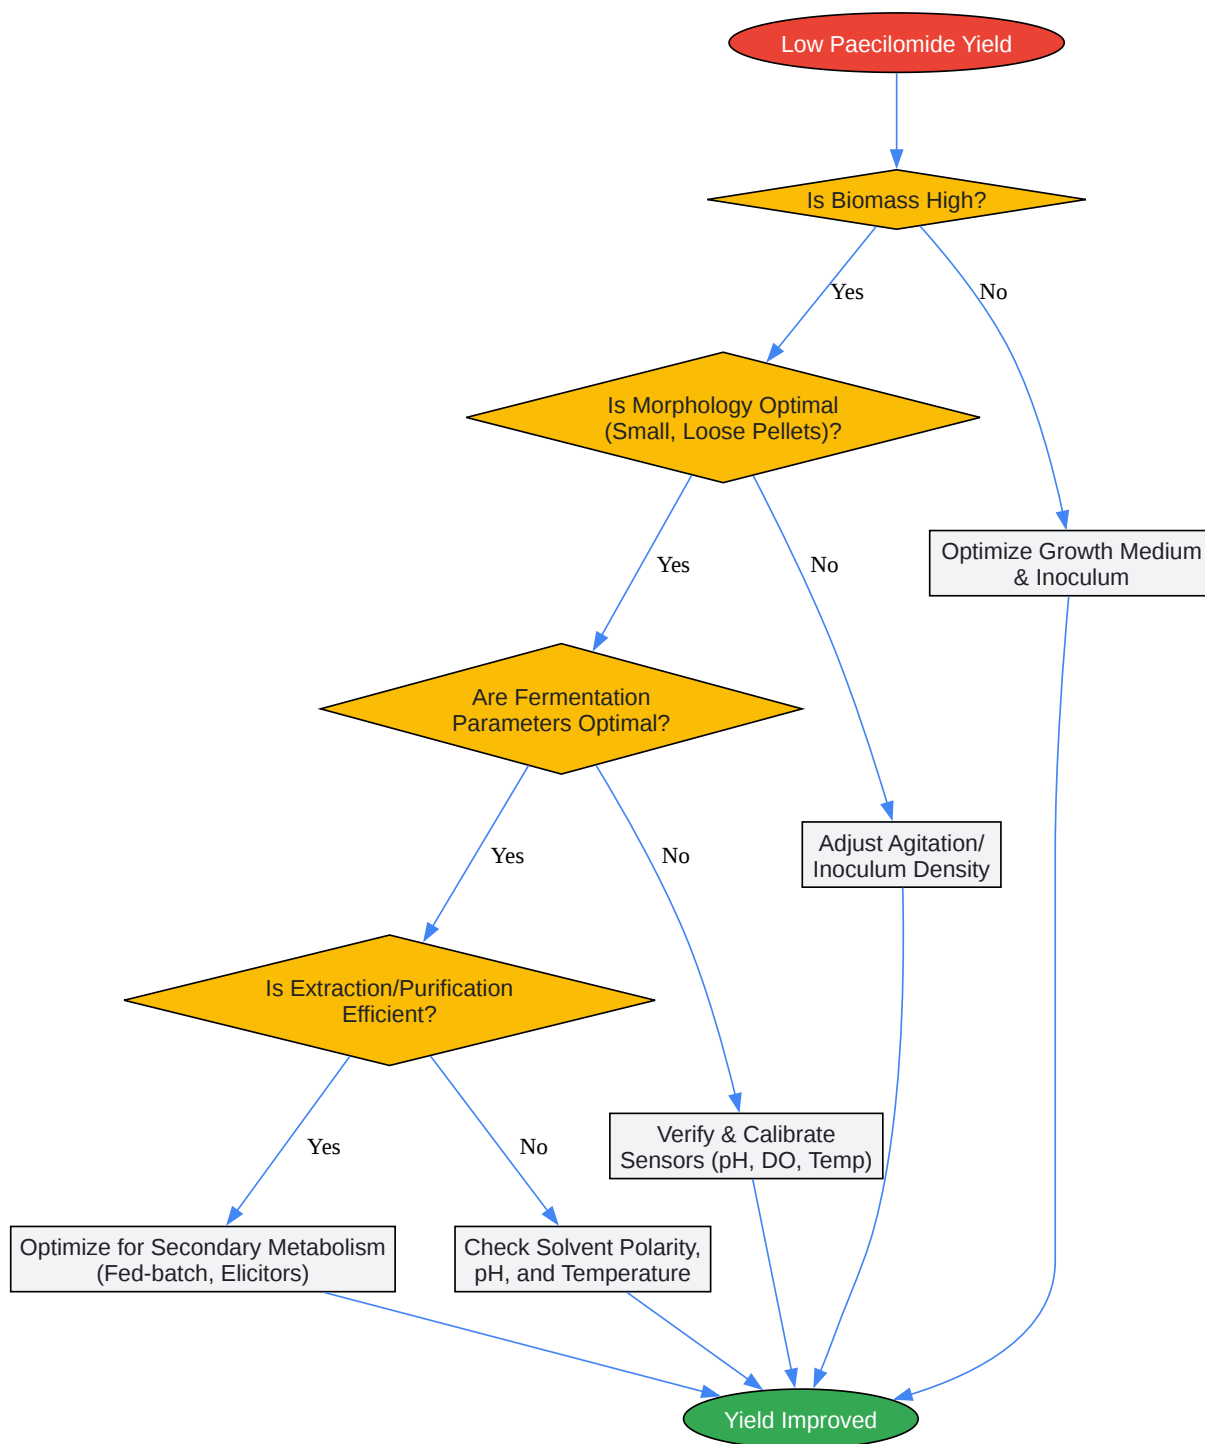 Low Paecilomide Yield
Is Biomass High?
Yes
No
Is Morphology Optimal
(Small, Loose Pellets)?
Optimize Growth Medium
& Inoculum
Yes
No
Are Fermentation
Parameters Optimal?
Adjust Agitation/
Inoculum Density
Yes
No
Is Extraction/Purification
Efficient?
Verify & Calibrate
Sensors (pH, DO, Temp)
Yes
No
Optimize for Secondary Metabolism
(Fed-batch, Elicitors)
Check Solvent Polarity,
pH, and Temperature
Yield Improved